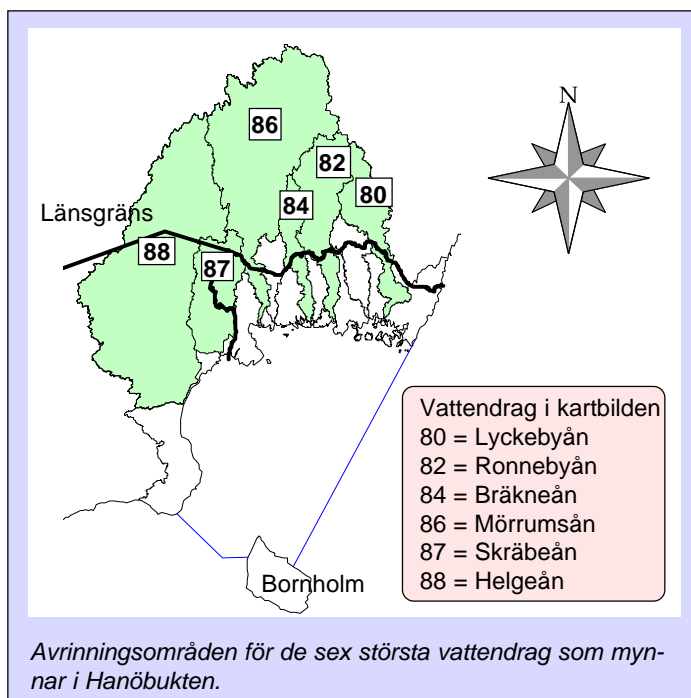 N
86
82
80
84
Länsgräns
88
87
Vattendrag i kartbilden
80 = Lyckebyån
82 = Ronnebyån
84 = Bräkneån
86 = Mörrumsån
87 = Skräbeån
88 = Helgeån
Bornholm
Avrinningsområden för de sex största vattendrag som myn-
nar i Hanöbukten.